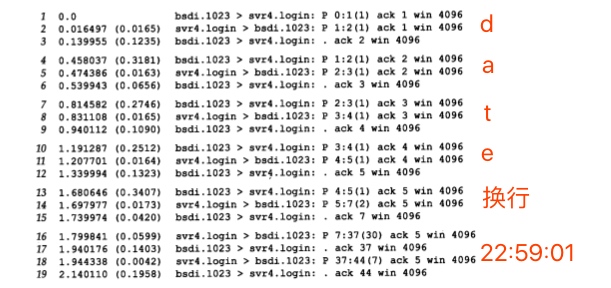 1 0.0 bsdi.1023 > svr4.login: P 0:1(1) ack 1 win 4096
2 0.016497 (0.0165) svr4.login > bsdi.1023: P 1:2(1) ack 1 win 4096
3 0.139955 (0.1235) bsdi.1023 > svr4.login: . ack 2 win 4096
d
4 0.458037 (0.3181) bsdi.1023 > svr4.login: P 1:2(1) ack 2 win 4096
5 0.474386 (0.0163) svr4.login > bsdi.1023: P 2:3(1) ack 2 win 4096
6 0.539943 (0.0656) bsdi.1023 > svr4.login: . ack 3 win 4096
a
7 0.814582 (0.2746) bsdi.1023 > svr4.login: P 2:3(1) ack 3 win 4096
8 0.831108 (0.0165) svr4.login > bsdi.1023: P 3:4(1) ack 3 win 4096
9 0.940112 (0.1090) bsdi.1023 > svr4.login: . ack 4 win 4096
t
10 1.191287 (0.2512) bsdi.1023 > svr4.login: P 3:4(1) ack 4 win 4096
11 1.207701 (0.0164) svr4.login > bsdi.1023: P 4:5(1) ack 4 win 4096
12 1.339994 (0.1323) bsdi.1023 > svr4.login: . ack 5 win 4096
e
13 1.680646 (0.3407) bsdi.1023 > svr4.login: P 4:5(1) ack 5 win 4096
14 1.697977 (0.0173) svr4.login > bsdi.1023: P 5:7(2) ack 5 win 4096
15 1.739974 (0.0420) bsdi.1023 > svr4.login: . ack 7 win 4096
换行
16 1.799841 (0.0599) svr4.login > bsdi.1023: P 7:37(30) ack 5 win 4096
17 1.940176 (0.1403) bsdi.1023 > svr4.login: . ack 37 win 4096
18 1.944338 (0.0042) svr4.login > bsdi.1023: P 37:44(7) ack 5 win 4096
19 2.140110 (0.1958) bsdi.1023 > svr4.login: . ack 44 win 4096
22:59:01